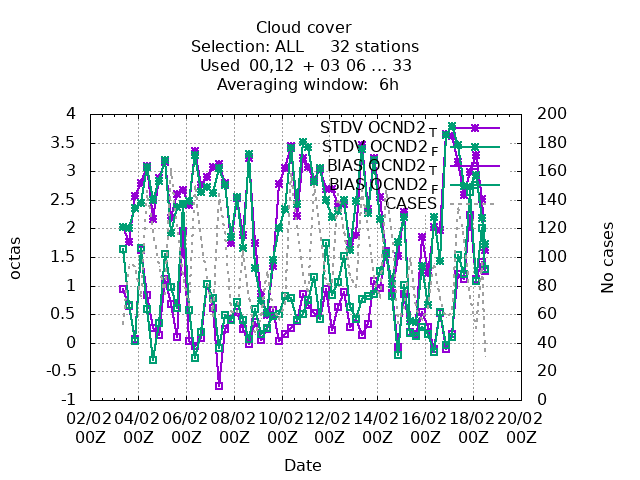 Cloud cover
Selection: ALL 32 stations
Used 00,12 + 03 06 ... 33
Averaging window: 6h
octas
4
3.5
3
2.5
2
1.5
1
0.5
0
-0.5
-1
STDV OCND2 T
STDV OCND2 F
BIAS OCND2 T
BIAS OCND2 F
CASES
200
180
160
140
120
100
80
60
40
20
0
No cases
02/02 04/02 06/02 08/02 10/02 12/02 14/02 16/02 18/02 20/02
00Z 00Z 00Z 00Z 00Z 00Z 00Z 00Z 00Z 00Z
Date